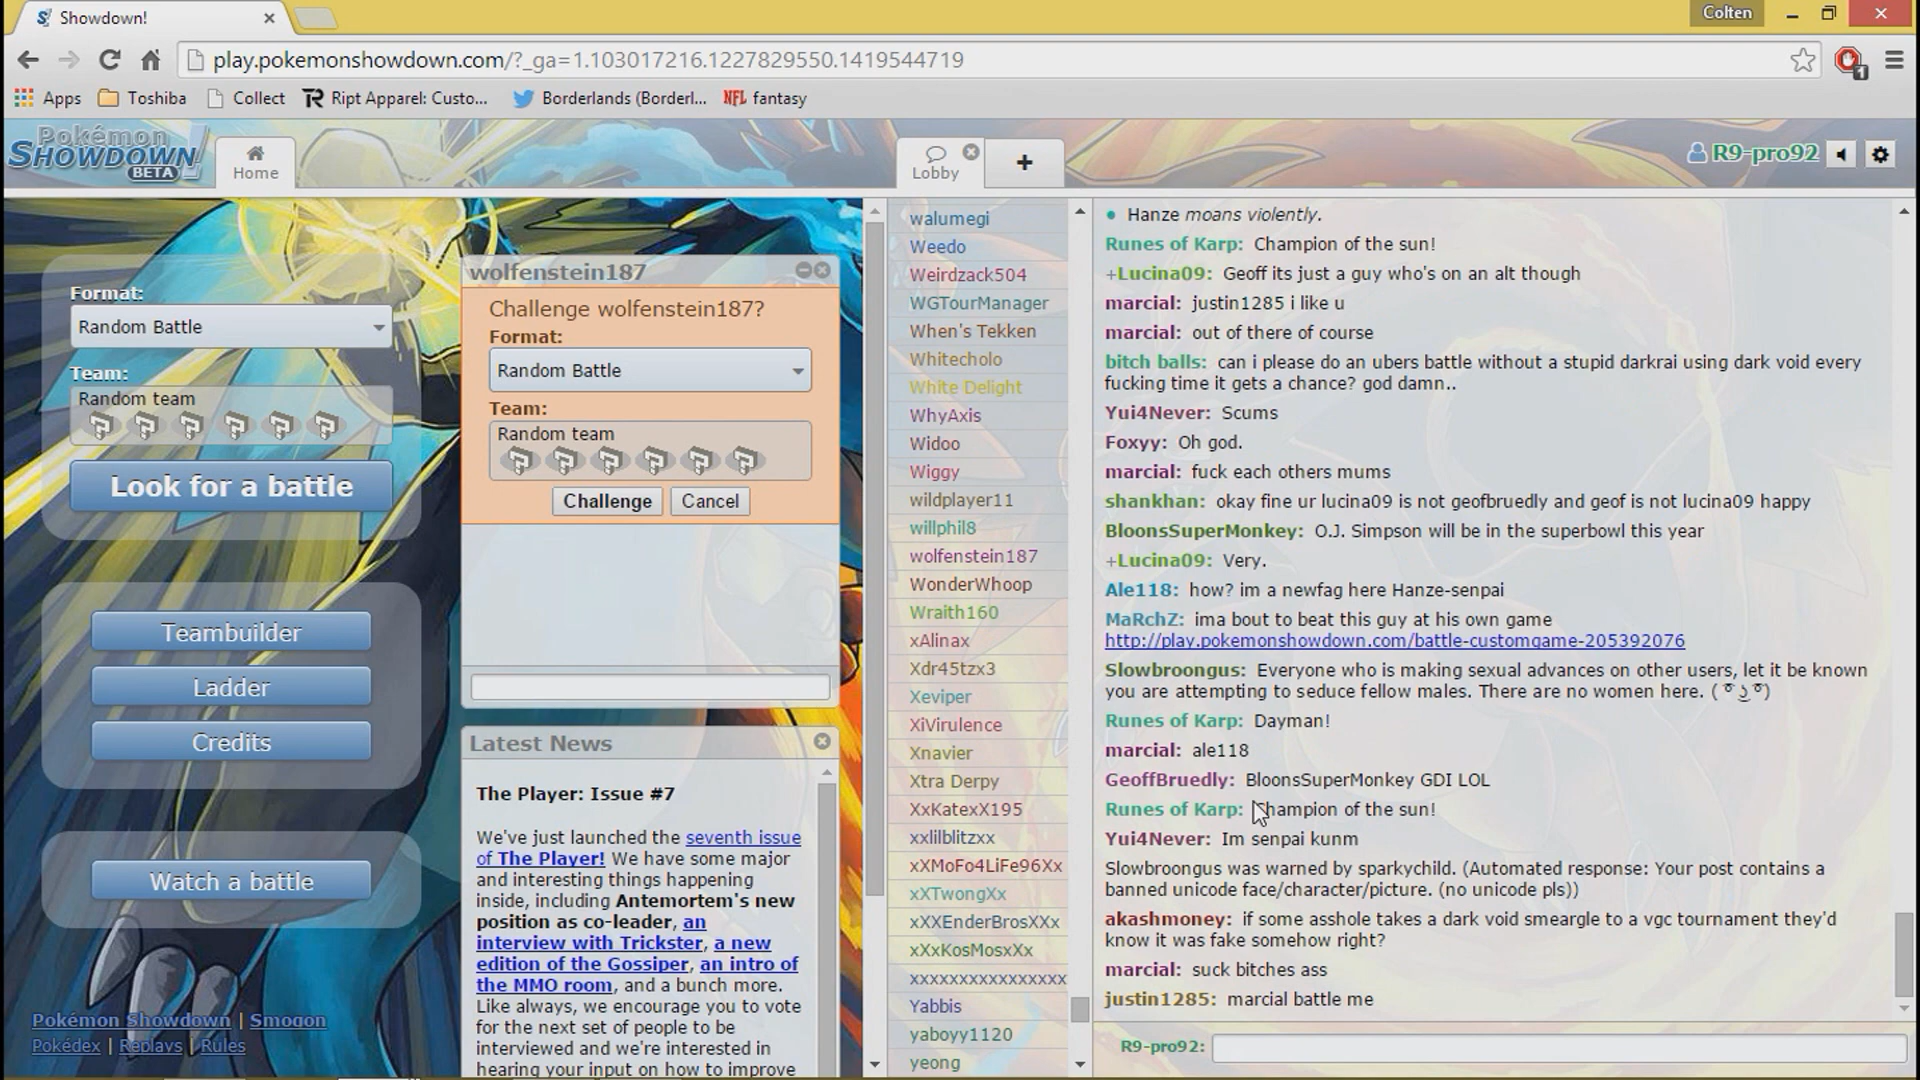 Showdown!
Colten
play.pokemonshowdown.com/?_ga=1.103017216.1227829550.1419544719
Apps
Toshiba
Collect
Ript Apparel: Custo...
Borderlands (Borderl...
NFL fantasy
Pokémon
SHOWDOWN!
BETA
Home
Lobby
+
R9-pro92
Format:
Random Battle
Team:
Random team
Look for a battle
Teambuilder
Ladder
Credits
Watch a battle
Pokémon Showdown | Smogon
Pokédex | Replays | Rules
wolfenstein187
Challenge wolfenstein187?
Format:
Random Battle
Team:
Random team
Challenge
Cancel
Latest News
The Player: Issue #7
We've just launched the seventh issue
of The Player! We have some major
and interesting things happening
inside, including Antemortem's new
position as co-leader, an
interview with Trickster, a new
edition of the Gossiper, an intro of
the MMO room, and a bunch more.
Like always, we encourage you to vote
for the next set of people to be
interviewed and we're interested in
hearing your input on how to improve
walumegi
Weedo
Weirdzack504
WGTourManager
When's Tekken
Whitecholo
White Delight
WhyAxis
Widoo
Wiggy
wildplayer11
willphil8
wolfenstein187
WonderWhoop
Wraith160
xAlinax
Xdr45tzx3
Xeviper
XiVirulence
Xnavier
Xtra Derpy
XxKatexX195
xxlilblitzxx
xXMoFo4LiFe96Xx
xXTwongXx
xXXEnderBrosXXx
xXxKosMosxXx
xxxxxxxxxxxxxxxx
Yabbis
yaboyy1120
yeong
• Hanze moans violently.
Runes of Karp: Champion of the sun!
+Lucina09: Geoff its just a guy who's on an alt though
marcial: justin1285 i like u
marcial: out of there of course
bitch balls: can i please do an ubers battle without a stupid darkrai using dark void every
fucking time it gets a chance? god damn..
Yui4Never: Scums
Foxyy: Oh god.
marcial: fuck each others mums
shankhan: okay fine ur lucina09 is not geofbruedly and geof is not lucina09 happy
BloonsSuperMonkey: O.J. Simpson will be in the superbowl this year
+Lucina09: Very.
Ale118: how? im a newfag here Hanze-senpai
MaRchZ: ima bout to beat this guy at his own game
http://play.pokemonshowdown.com/battle-customgame-205392076
Slowbroongus: Everyone who is making sexual advances on other users, let it be known
you are attempting to seduce fellow males. There are no women here. ( ͡° ͜ʖ ͡°)
Runes of Karp: Dayman!
marcial: ale118
GeoffBruedly: BloonsSuperMonkey GDI LOL
Runes of Karp: Champion of the sun!
Yui4Never: Im senpai kunm
Slowbroongus was warned by sparkychild. (Automated response: Your post contains a
banned unicode face/character/picture. (no unicode pls))
akashmoney: if some asshole takes a dark void smeargle to a vgc tournament they'd
know it was fake somehow right?
marcial: suck bitches ass
justin1285: marcial battle me
R9-pro92: